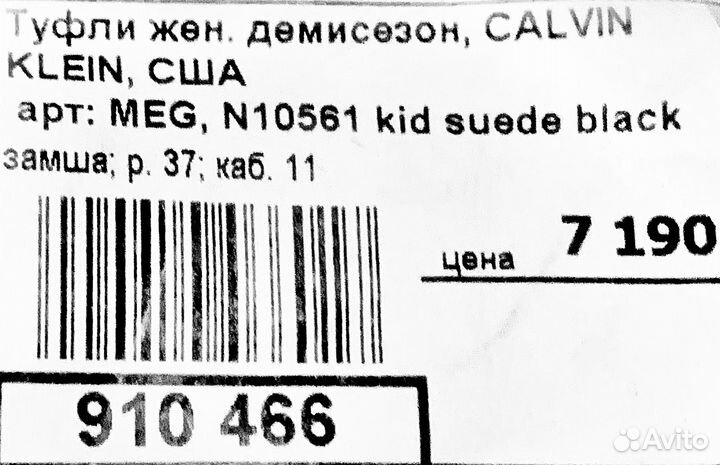 Туфли жен. демисезон, CALVIN
KLEIN, США
арт: MEG, N10561 kid suede black
замша; р. 37; каб. 11
7 190
цена
910 466
Avito